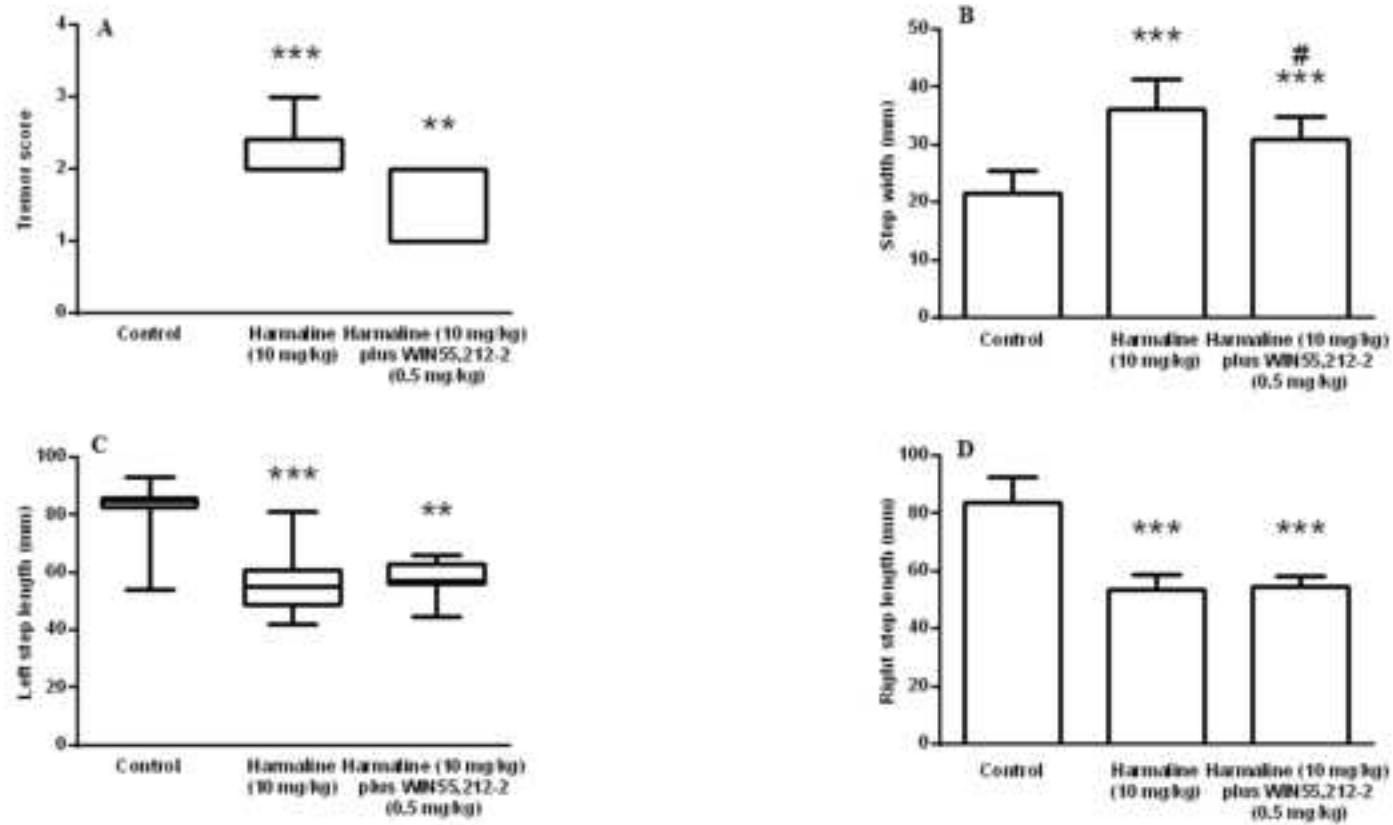 A
Tremor score
4
3
2
1
0
***
**
Control
Harmaline
(10 mg/kg)
Harmaline (10 mg/kg)
plus WIN55,212-2
(0.5 mg/kg)
B
Step width (mm)
50
40
30
20
10
0
***
#
***
Control
Harmaline
(10 mg/kg)
Harmaline (10 mg/kg)
plus WIN55,212-2
(0.5 mg/kg)
C
Left step length (mm)
100
80
60
40
20
0
***
**
Control
Harmaline
(10 mg/kg)
Harmaline (10 mg/kg)
plus WIN55,212-2
(0.5 mg/kg)
D
Right step length (mm)
100
80
60
40
20
0
***
***
Control
Harmaline
(10 mg/kg)
Harmaline (10 mg/kg)
plus WIN55,212-2
(0.5 mg/kg)